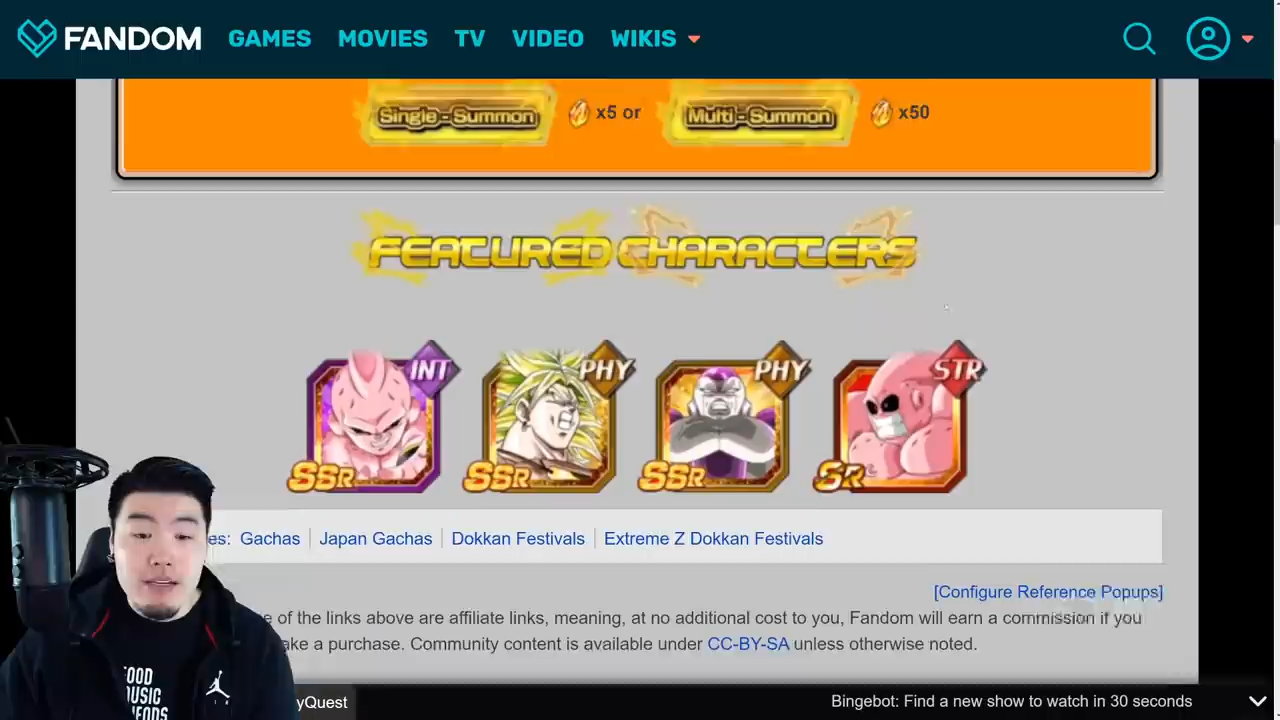 FANDOM GAMES MOVIES TV VIDEO WIKIS
Single-Summon x5 or Multi-Summon x50
FEATURED CHARACTERS
INT PHY PHY STR
SSR SSR SSR SR
es: Gachas Japan Gachas Dokkan Festivals Extreme Z Dokkan Festivals
[Configure Reference Popups]
e of the links above are affiliate links, meaning, at no additional cost to you, Fandom will earn a commission if you
ake a purchase. Community content is available under CC-BY-SA unless otherwise noted.
FOOD
MUSIC
yQuest
Bingebot: Find a new show to watch in 30 seconds